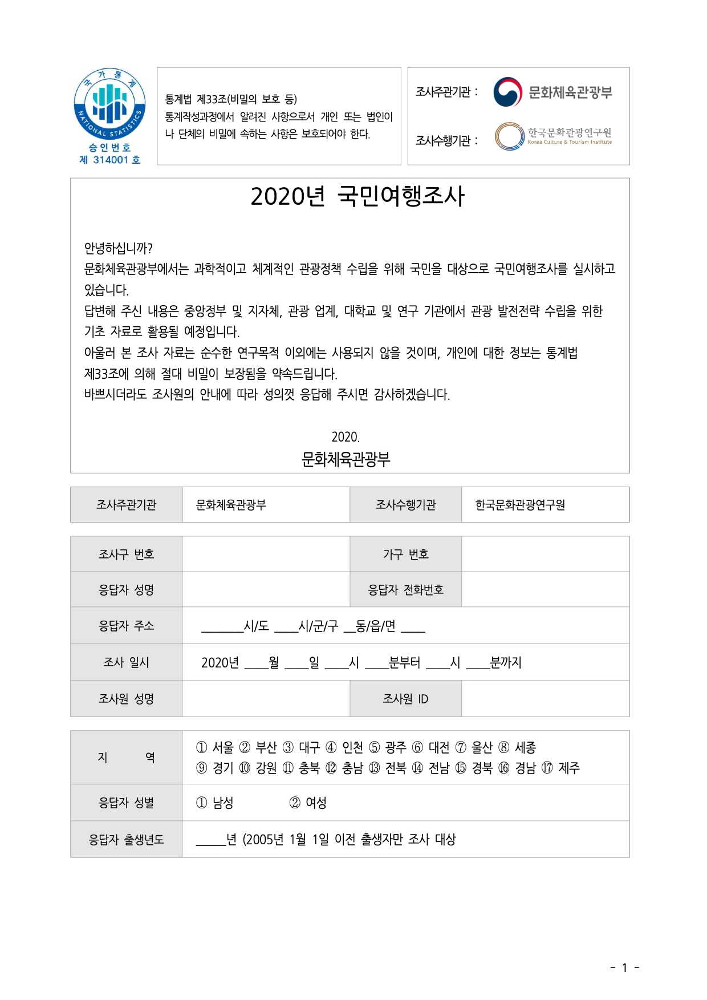 국가통계
NATIONAL STATISTICS
승인번호
제 314001 호
통계법 제33조(비밀의 보호 등)
통계작성과정에서 알려진 사항으로서 개인 또는 법인이
나 단체의 비밀에 속하는 사항은 보호되어야 한다.
조사주관기관 : 문화체육관광부
조사수행기관 : 한국문화관광연구원
Korea Culture & Tourism Institute
2020년 국민여행조사
안녕하십니까?
문화체육관광부에서는 과학적이고 체계적인 관광정책 수립을 위해 국민을 대상으로 국민여행조사를 실시하고
있습니다.
답변해 주신 내용은 중앙정부 및 지자체, 관광 업계, 대학교 및 연구 기관에서 관광 발전전략 수립을 위한
기초 자료로 활용될 예정입니다.
아울러 본 조사 자료는 순수한 연구목적 이외에는 사용되지 않을 것이며, 개인에 대한 정보는 통계법
제33조에 의해 절대 비밀이 보장됨을 약속드립니다.
바쁘시더라도 조사원의 안내에 따라 성의껏 응답해 주시면 감사하겠습니다.
2020.
문화체육관광부
조사주관기관 문화체육관광부 조사수행기관 한국문화관광연구원
조사구 번호 가구 번호
응답자 성명 응답자 전화번호
응답자 주소 _______시/도 ____시/군/구 __동/읍/면 ____
조사 일시 2020년 ____월 ____일 ____시 ____분부터 ____시 ____분까지
조사원 성명 조사원 ID
지 역 ① 서울 ② 부산 ③ 대구 ④ 인천 ⑤ 광주 ⑥ 대전 ⑦ 울산 ⑧ 세종
⑨ 경기 ⑩ 강원 ⑪ 충북 ⑫ 충남 ⑬ 전북 ⑭ 전남 ⑮ 경북 ⑯ 경남 ⑰ 제주
응답자 성별 ① 남성 ② 여성
응답자 출생년도 _____년 (2005년 1월 1일 이전 출생자만 조사 대상
- 1 -